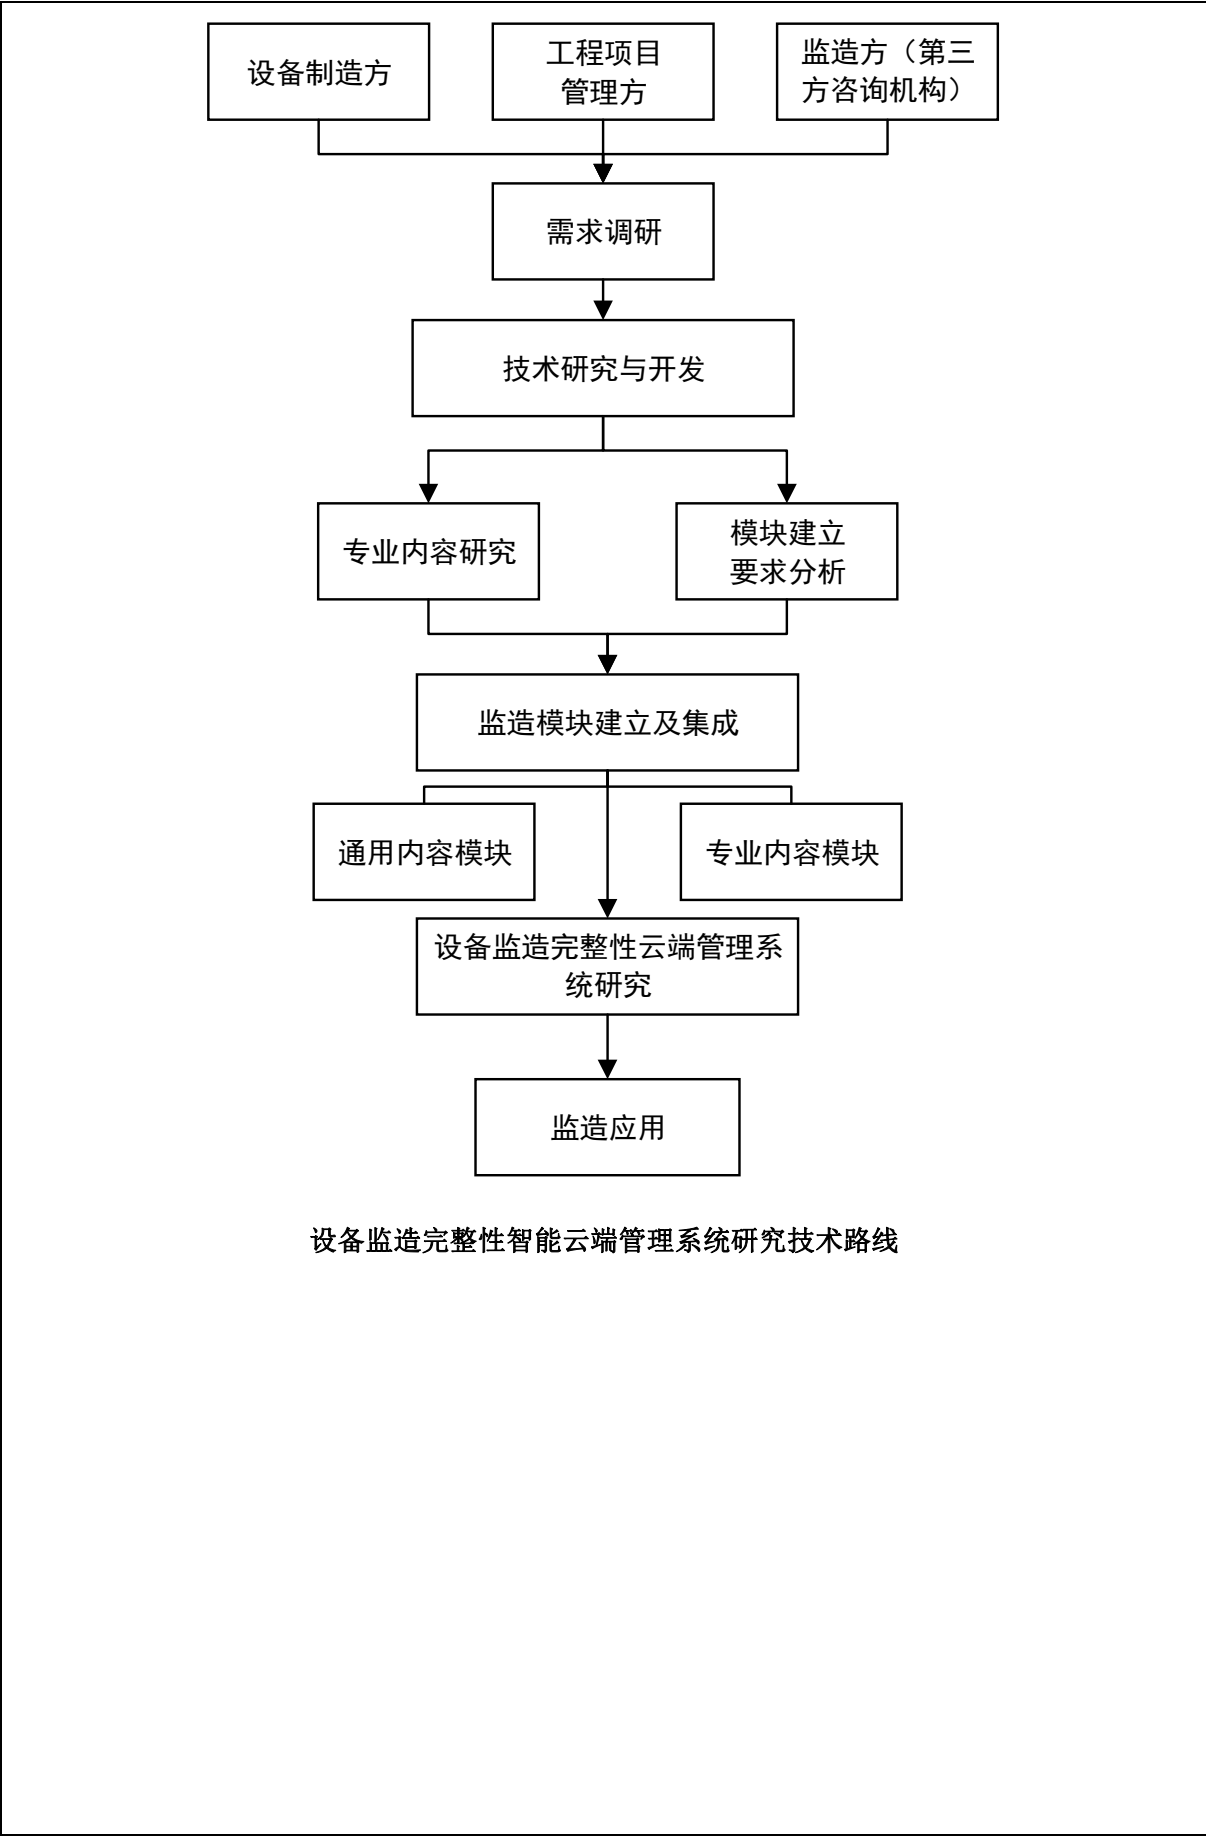 设备制造方
工程项目
管理方
监造方（第三
方咨询机构）
需求调研
技术研究与开发
专业内容研究
模块建立
要求分析
监造模块建立及集成
通用内容模块
专业内容模块
设备监造完整性云端管理系
统研究
监造应用
设备监造完整性智能云端管理系统研究技术路线